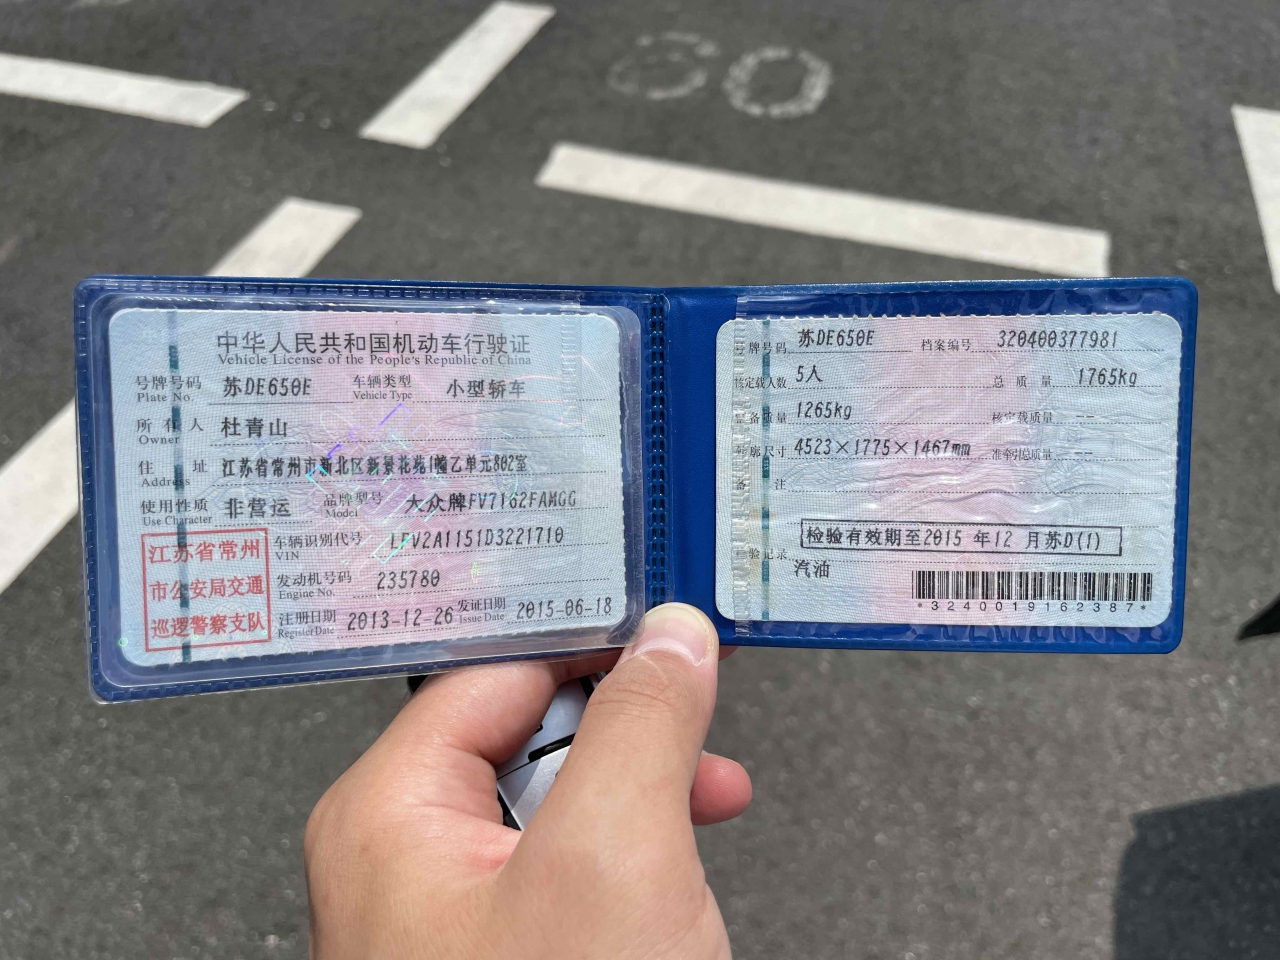 60
中华人民共和国机动车行驶证
Vehicle License of the People's Republic of China
号牌号码 苏DE650E 车辆类型 小型轿车
Plate No. Vehicle Type
所有人 杜青山
Owner
住址 江苏省常州市新北区新景花苑1幢乙单元802室
Address
使用性质 非营运 品牌型号 大众牌FV7162FAMGG
Use Character Model
江苏省常州
市公安局交通
巡逻警察支队
车辆识别代号 LFV2A1151D3221710
VIN
发动机号码 235780
Engine No.
注册日期 2013-12-26 发证日期 2015-06-18
Register Date Issue Date
号牌号码 苏DE650E 档案编号 320400377981
核定载人数 5人 总质量 1765kg
整备质量 1265kg 核定载质量 --
外廓尺寸 4523×1775×1467mm 准牵引总质量 --
备注
检验有效期至2015 年12 月苏D(1)
检验记录
汽油
*3240019162387*